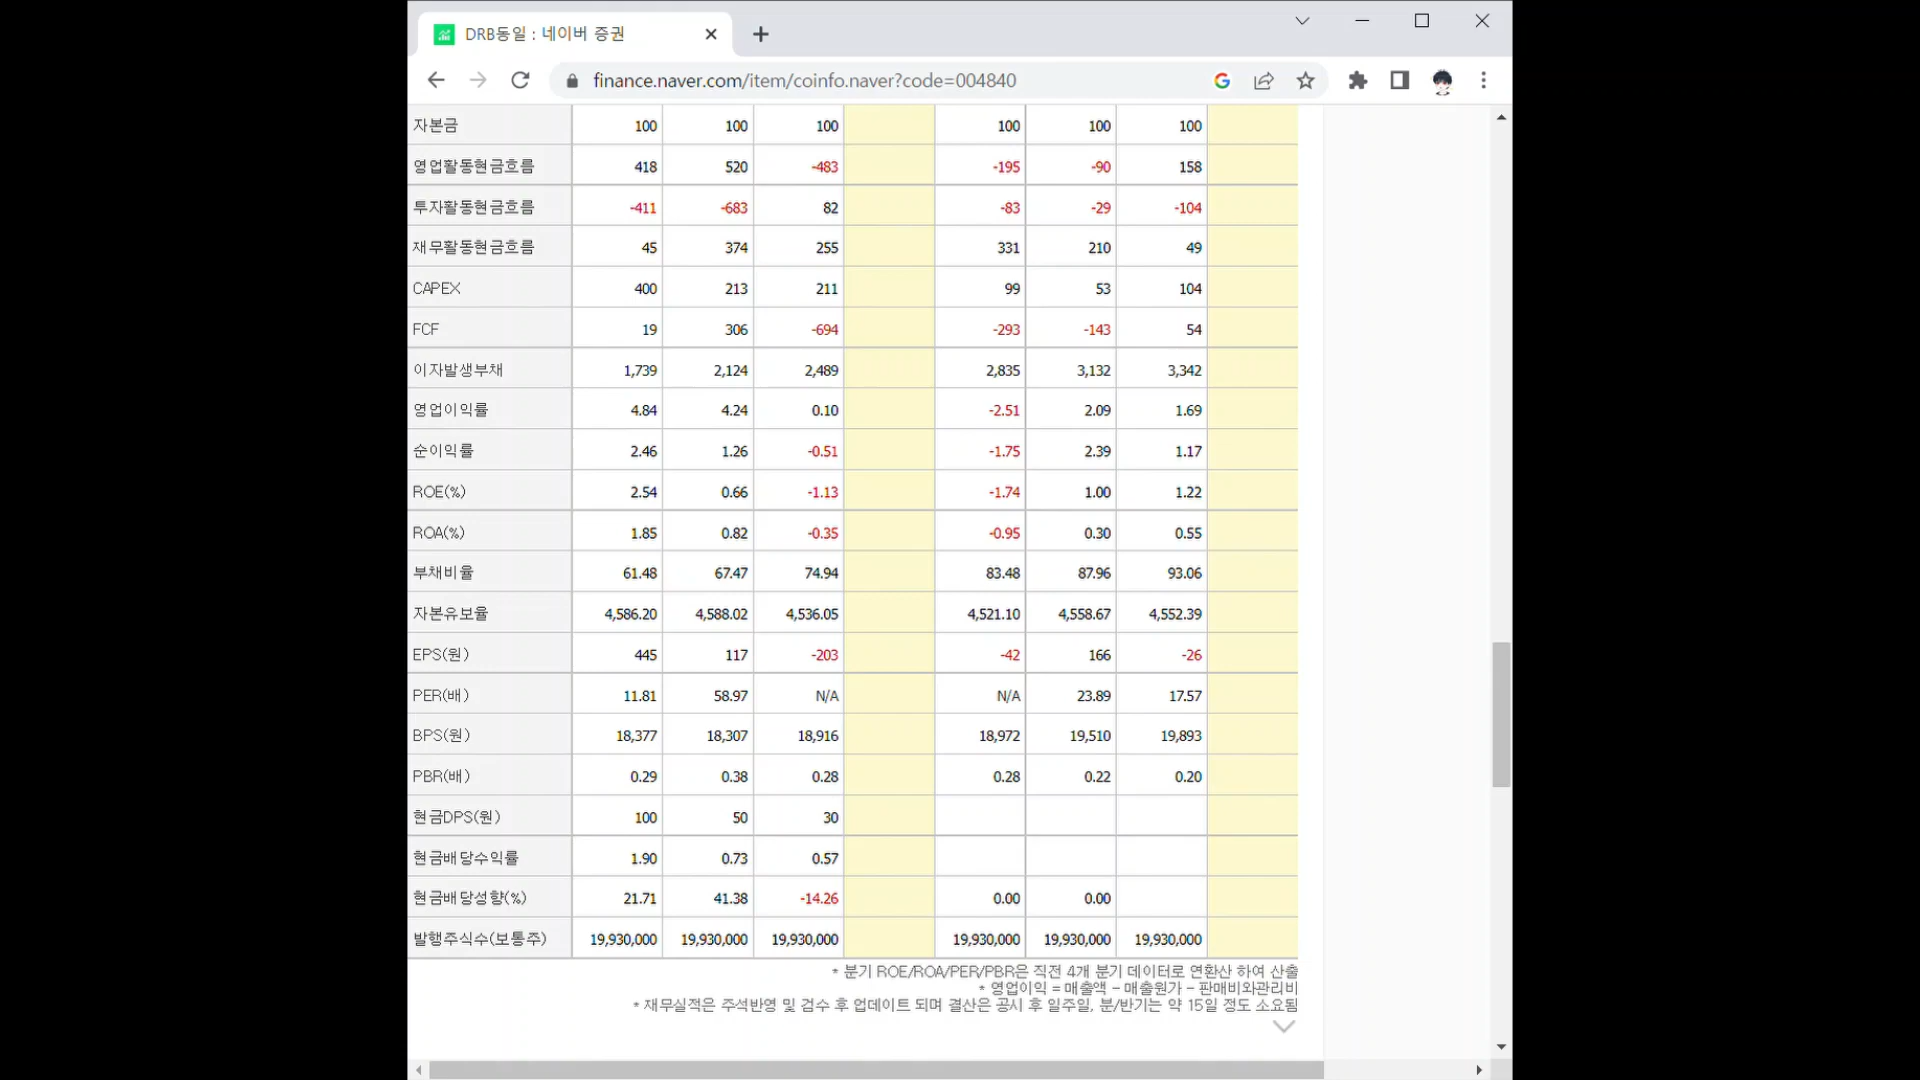 DRB동일 : 네이버 증권
finance.naver.com/item/coinfo.naver?code=004840
자본금 100 100 100 100 100 100
영업활동현금흐름 418 520 -483 -195 -90 158
투자활동현금흐름 -411 -683 82 -83 -29 -104
재무활동현금흐름 45 374 255 331 210 49
CAPEX 400 213 211 99 53 104
FCF 19 306 -694 -293 -143 54
이자발생부채 1,739 2,124 2,489 2,835 3,132 3,342
영업이익률 4.84 4.24 0.10 -2.51 2.09 1.69
순이익률 2.46 1.26 -0.51 -1.75 2.39 1.17
ROE(%) 2.54 0.66 -1.13 -1.74 1.00 1.22
ROA(%) 1.85 0.82 -0.35 -0.95 0.30 0.55
부채비율 61.48 67.47 74.94 83.48 87.96 93.06
자본유보율 4,586.20 4,588.02 4,536.05 4,521.10 4,558.67 4,552.39
EPS(원) 445 117 -203 -42 166 -26
PER(배) 11.81 58.97 N/A N/A 23.89 17.57
BPS(원) 18,377 18,307 18,916 18,972 19,510 19,893
PBR(배) 0.29 0.38 0.28 0.28 0.22 0.20
현금DPS(원) 100 50 30
현금배당수익률 1.90 0.73 0.57
현금배당성향(%) 21.71 41.38 -14.26 0.00 0.00
발행주식수(보통주) 19,930,000 19,930,000 19,930,000 19,930,000 19,930,000 19,930,000
* 분기 ROE/ROA/PER/PBR은 직전 4개 분기 데이터로 연환산 하여 산출
* 영업이익 = 매출액 - 매출원가 - 판매비와관리비
* 재무실적은 주석반영 및 검수 후 업데이트 되며 결산은 공시 후 일주일, 분/반기는 약 15일 정도 소요됨